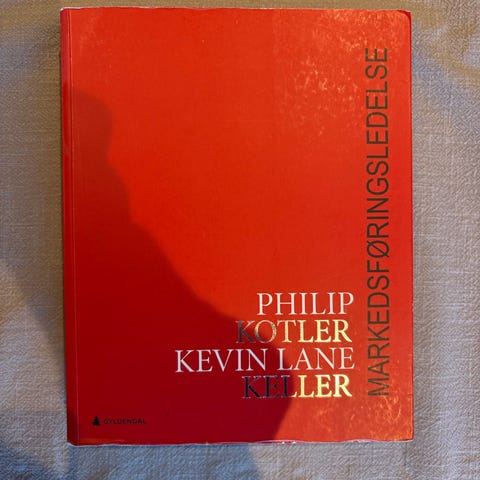 PHILIP
KOTLER
KEVIN LANE
KELLER
MARKEDSFØRINGSLEDELSE
GYLDENDAL